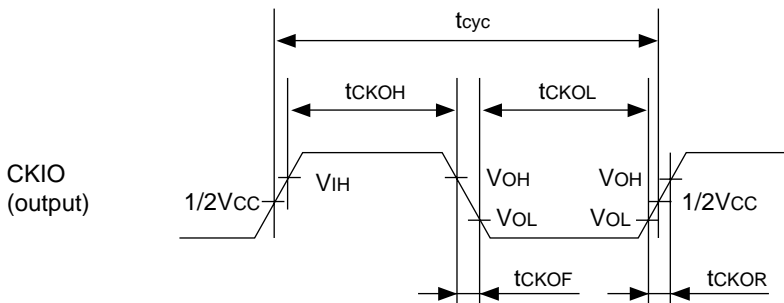 tcyc
tCKOH
tCKOL
CKIO
(output)
1/2VCC
VIH
VOH
VOL
VOH
VOL
1/2VCC
tCKOF
tCKOR